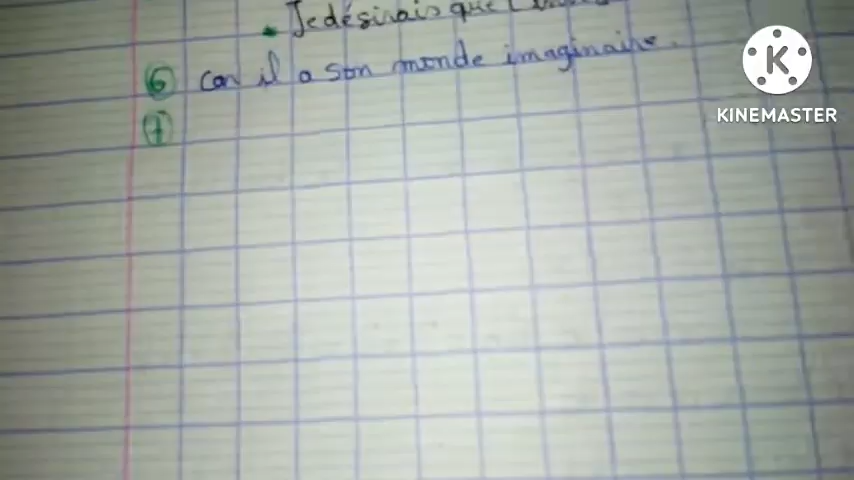 • Je désirais que l
6 car il a son monde imaginaire.
7
K
KINEMASTER